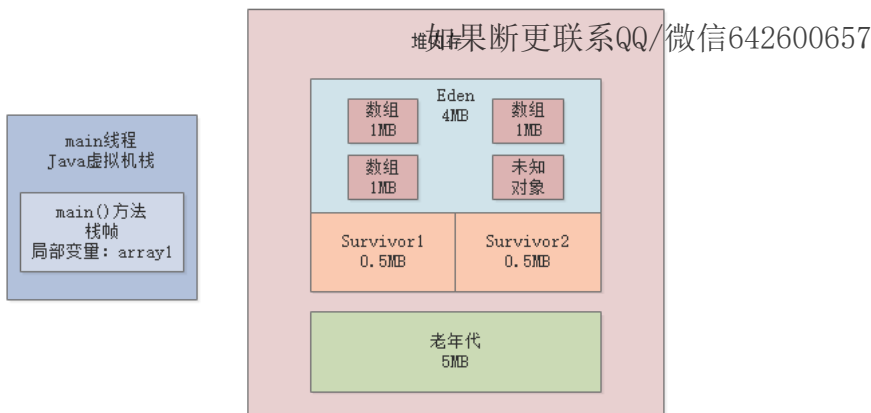 如果断更联系QQ/微信642600657
堆内存
Eden
4MB
数组
1MB
数组
1MB
数组
1MB
未知
对象
main线程
Java虚拟机栈
main()方法
栈帧
局部变量: array1
Survivor1
0.5MB
Survivor2
0.5MB
老年代
5MB